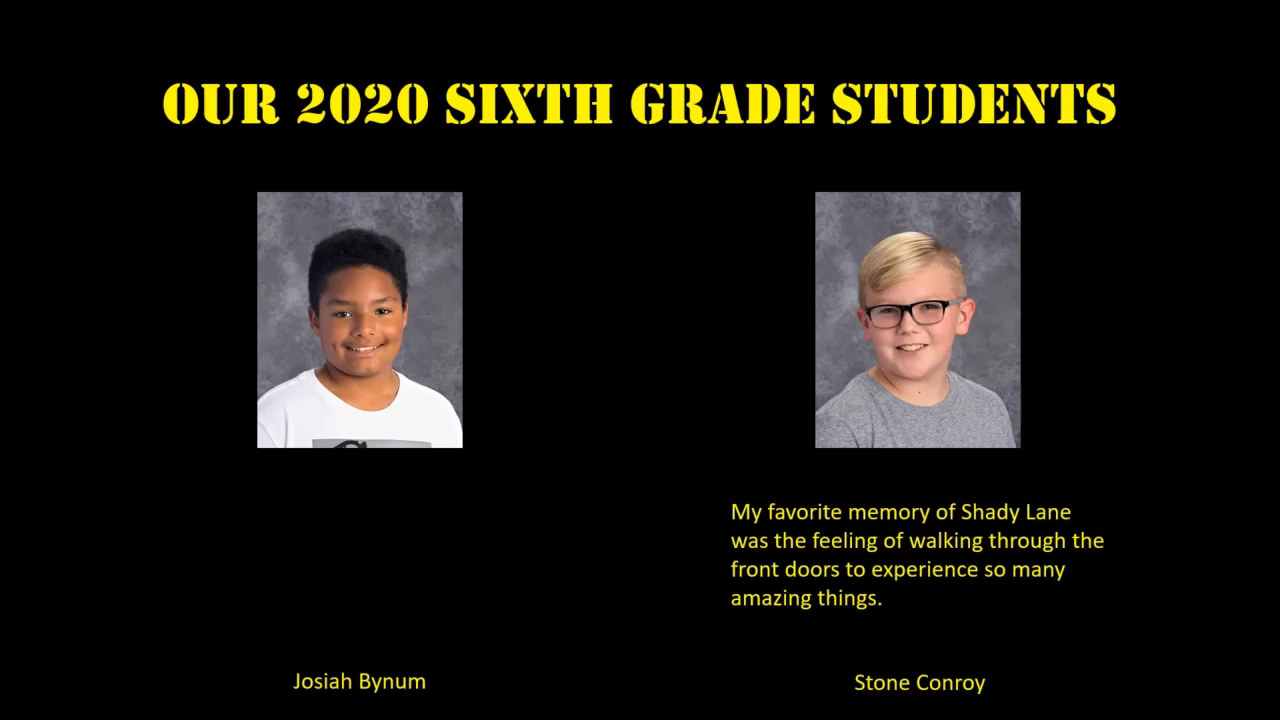 OUR 2020 SIXTH GRADE STUDENTS
My favorite memory of Shady Lane
was the feeling of walking through the
front doors to experience so many
amazing things.
Josiah Bynum
Stone Conroy